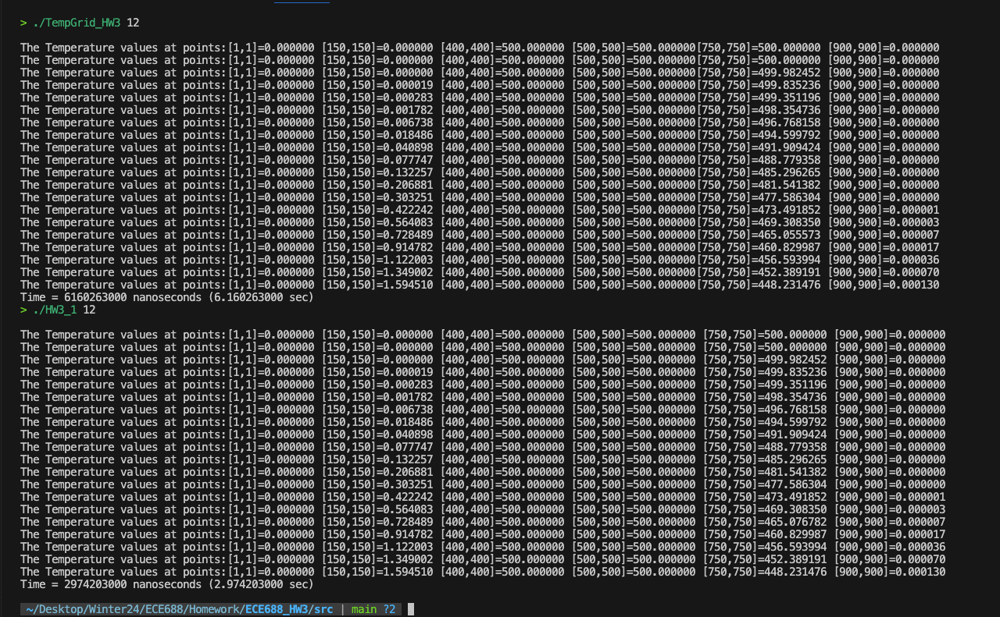 > ./TempGrid_HW3 12
The Temperature values at points:[1,1]=0.000000 [150,150]=0.000000 [400,400]=500.000000 [500,500]=500.000000[750,750]=500.000000 [900,900]=0.000000
The Temperature values at points:[1,1]=0.000000 [150,150]=0.000000 [400,400]=500.000000 [500,500]=500.000000[750,750]=500.000000 [900,900]=0.000000
The Temperature values at points:[1,1]=0.000000 [150,150]=0.000000 [400,400]=500.000000 [500,500]=500.000000[750,750]=499.982452 [900,900]=0.000000
The Temperature values at points:[1,1]=0.000000 [150,150]=0.000019 [400,400]=500.000000 [500,500]=500.000000[750,750]=499.835236 [900,900]=0.000000
The Temperature values at points:[1,1]=0.000000 [150,150]=0.000283 [400,400]=500.000000 [500,500]=500.000000[750,750]=499.351196 [900,900]=0.000000
The Temperature values at points:[1,1]=0.000000 [150,150]=0.001782 [400,400]=500.000000 [500,500]=500.000000[750,750]=498.354736 [900,900]=0.000000
The Temperature values at points:[1,1]=0.000000 [150,150]=0.006738 [400,400]=500.000000 [500,500]=500.000000[750,750]=496.768158 [900,900]=0.000000
The Temperature values at points:[1,1]=0.000000 [150,150]=0.018486 [400,400]=500.000000 [500,500]=500.000000[750,750]=494.599792 [900,900]=0.000000
The Temperature values at points:[1,1]=0.000000 [150,150]=0.040898 [400,400]=500.000000 [500,500]=500.000000[750,750]=491.909424 [900,900]=0.000000
The Temperature values at points:[1,1]=0.000000 [150,150]=0.077747 [400,400]=500.000000 [500,500]=500.000000[750,750]=488.779358 [900,900]=0.000000
The Temperature values at points:[1,1]=0.000000 [150,150]=0.132257 [400,400]=500.000000 [500,500]=500.000000[750,750]=485.296265 [900,900]=0.000000
The Temperature values at points:[1,1]=0.000000 [150,150]=0.206881 [400,400]=500.000000 [500,500]=500.000000[750,750]=481.541382 [900,900]=0.000000
The Temperature values at points:[1,1]=0.000000 [150,150]=0.303251 [400,400]=500.000000 [500,500]=500.000000[750,750]=477.586304 [900,900]=0.000000
The Temperature values at points:[1,1]=0.000000 [150,150]=0.422242 [400,400]=500.000000 [500,500]=500.000000[750,750]=473.491852 [900,900]=0.000001
The Temperature values at points:[1,1]=0.000000 [150,150]=0.564083 [400,400]=500.000000 [500,500]=500.000000[750,750]=469.308350 [900,900]=0.000003
The Temperature values at points:[1,1]=0.000000 [150,150]=0.728489 [400,400]=500.000000 [500,500]=500.000000[750,750]=465.055573 [900,900]=0.000007
The Temperature values at points:[1,1]=0.000000 [150,150]=0.914782 [400,400]=500.000000 [500,500]=500.000000[750,750]=460.829987 [900,900]=0.000017
The Temperature values at points:[1,1]=0.000000 [150,150]=1.122003 [400,400]=500.000000 [500,500]=500.000000[750,750]=456.593994 [900,900]=0.000036
The Temperature values at points:[1,1]=0.000000 [150,150]=1.349002 [400,400]=500.000000 [500,500]=500.000000[750,750]=452.389191 [900,900]=0.000070
The Temperature values at points:[1,1]=0.000000 [150,150]=1.594510 [400,400]=500.000000 [500,500]=500.000000[750,750]=448.231476 [900,900]=0.000130
Time = 6160263000 nanoseconds (6.160263000 sec)
> ./HW3_1 12
The Temperature values at points:[1,1]=0.000000 [150,150]=0.000000 [400,400]=500.000000 [500,500]=500.000000 [750,750]=500.000000 [900,900]=0.000000
The Temperature values at points:[1,1]=0.000000 [150,150]=0.000000 [400,400]=500.000000 [500,500]=500.000000 [750,750]=500.000000 [900,900]=0.000000
The Temperature values at points:[1,1]=0.000000 [150,150]=0.000000 [400,400]=500.000000 [500,500]=500.000000 [750,750]=499.982452 [900,900]=0.000000
The Temperature values at points:[1,1]=0.000000 [150,150]=0.000019 [400,400]=500.000000 [500,500]=500.000000 [750,750]=499.835236 [900,900]=0.000000
The Temperature values at points:[1,1]=0.000000 [150,150]=0.000283 [400,400]=500.000000 [500,500]=500.000000 [750,750]=499.351196 [900,900]=0.000000
The Temperature values at points:[1,1]=0.000000 [150,150]=0.001782 [400,400]=500.000000 [500,500]=500.000000 [750,750]=498.354736 [900,900]=0.000000
The Temperature values at points:[1,1]=0.000000 [150,150]=0.006738 [400,400]=500.000000 [500,500]=500.000000 [750,750]=496.768158 [900,900]=0.000000
The Temperature values at points:[1,1]=0.000000 [150,150]=0.018486 [400,400]=500.000000 [500,500]=500.000000 [750,750]=494.599792 [900,900]=0.000000
The Temperature values at points:[1,1]=0.000000 [150,150]=0.040898 [400,400]=500.000000 [500,500]=500.000000 [750,750]=491.909424 [900,900]=0.000000
The Temperature values at points:[1,1]=0.000000 [150,150]=0.077747 [400,400]=500.000000 [500,500]=500.000000 [750,750]=488.779358 [900,900]=0.000000
The Temperature values at points:[1,1]=0.000000 [150,150]=0.132257 [400,400]=500.000000 [500,500]=500.000000 [750,750]=485.296265 [900,900]=0.000000
The Temperature values at points:[1,1]=0.000000 [150,150]=0.206881 [400,400]=500.000000 [500,500]=500.000000 [750,750]=481.541382 [900,900]=0.000000
The Temperature values at points:[1,1]=0.000000 [150,150]=0.303251 [400,400]=500.000000 [500,500]=500.000000 [750,750]=477.586304 [900,900]=0.000000
The Temperature values at points:[1,1]=0.000000 [150,150]=0.422242 [400,400]=500.000000 [500,500]=500.000000 [750,750]=473.491852 [900,900]=0.000001
The Temperature values at points:[1,1]=0.000000 [150,150]=0.564083 [400,400]=500.000000 [500,500]=500.000000 [750,750]=469.308350 [900,900]=0.000003
The Temperature values at points:[1,1]=0.000000 [150,150]=0.728489 [400,400]=500.000000 [500,500]=500.000000 [750,750]=465.076782 [900,900]=0.000007
The Temperature values at points:[1,1]=0.000000 [150,150]=0.914782 [400,400]=500.000000 [500,500]=500.000000 [750,750]=460.829987 [900,900]=0.000017
The Temperature values at points:[1,1]=0.000000 [150,150]=1.122003 [400,400]=500.000000 [500,500]=500.000000 [750,750]=456.593994 [900,900]=0.000036
The Temperature values at points:[1,1]=0.000000 [150,150]=1.349002 [400,400]=500.000000 [500,500]=500.000000 [750,750]=452.389191 [900,900]=0.000070
The Temperature values at points:[1,1]=0.000000 [150,150]=1.594510 [400,400]=500.000000 [500,500]=500.000000 [750,750]=448.231476 [900,900]=0.000130
Time = 2974203000 nanoseconds (2.974203000 sec)
~/Desktop/Winter24/ECE688/Homework/ECE688_HW3/src | main ?2